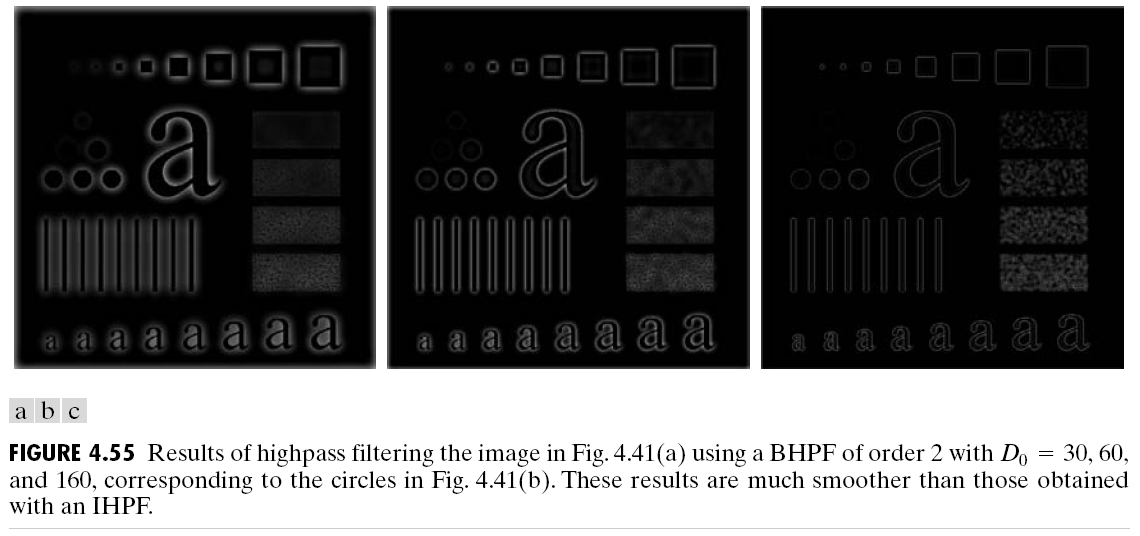 a
a a a a a a a a
a
a a a a a a a a
a
a a a a a a a a
a b c
FIGURE 4.55 Results of highpass filtering the image in Fig. 4.41(a) using a BHPF of order 2 with D₀ = 30, 60,
and 160, corresponding to the circles in Fig. 4.41(b). These results are much smoother than those obtained
with an IHPF.